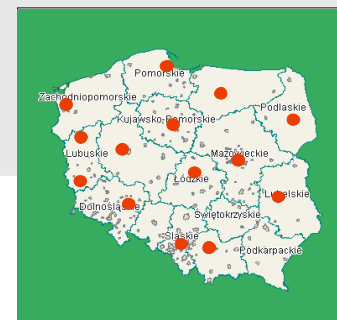 Pomorskie
Zachodniopomorskie
Podlaskie
Kujawsko-Pomorskie
Mazowieckie
Lubuskie
Łódzkie
Lubelskie
Dolnośląskie
Świętokrzyskie
Śląskie
Podkarpackie